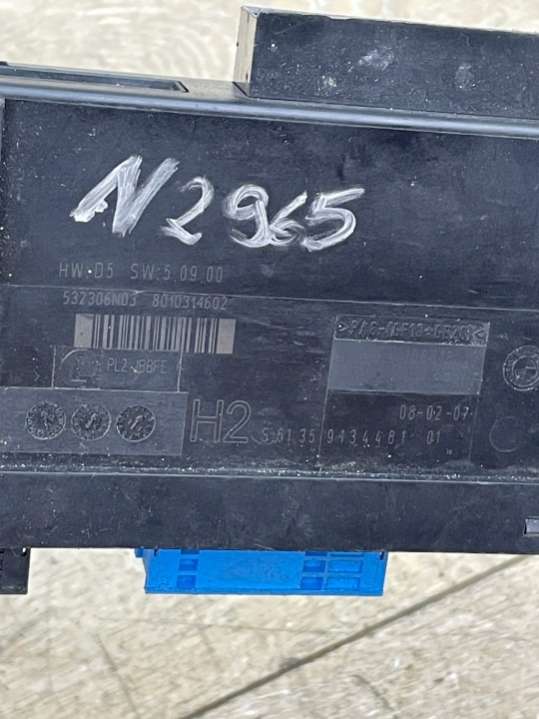 N2965
HW:05 SW:5.09.00
532306N03 8010314602
PL2-JBBFE
08-02-07
H2 S 61.35 9434481 01